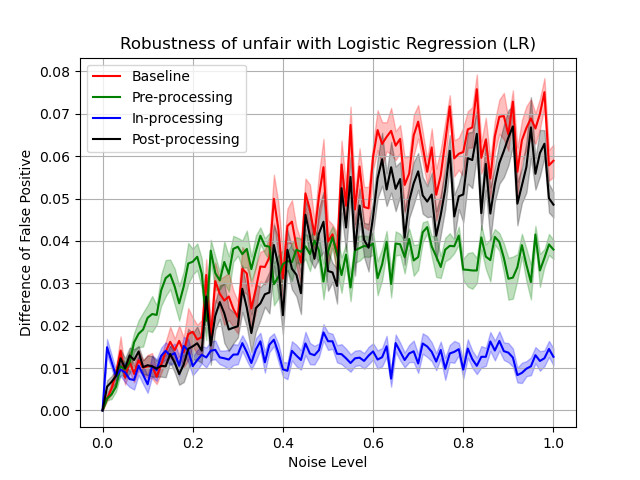 Robustness of unfair with Logistic Regression (LR)
Baseline
Pre-processing
In-processing
Post-processing
Difference of False Positive
0.08
0.07
0.06
0.05
0.04
0.03
0.02
0.01
0.00
0.0 0.2 0.4 0.6 0.8 1.0
Noise Level